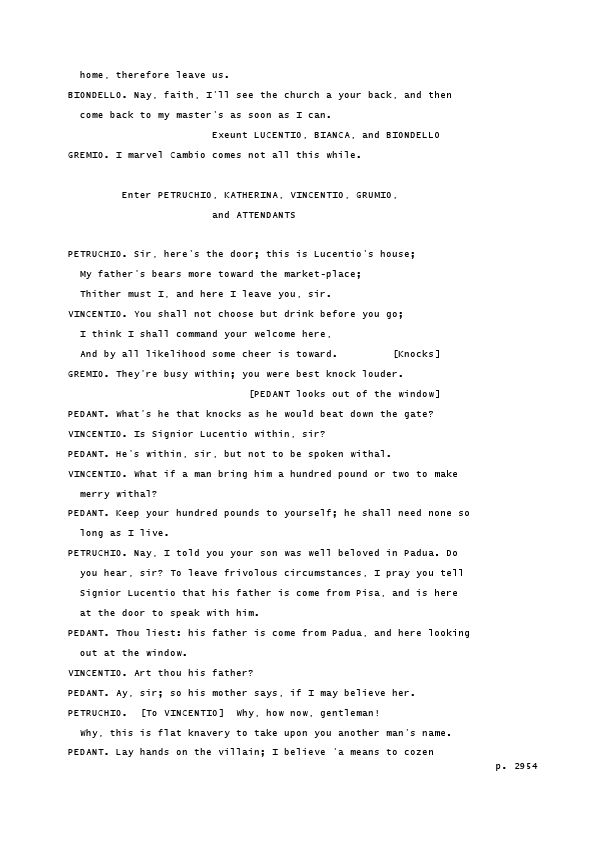 home, therefore leave us.
BIONDELLO. Nay, faith, I'll see the church a your back, and then
come back to my master's as soon as I can.
Exeunt LUCENTIO, BIANCA, and BIONDELLO
GREMIO. I marvel Cambio comes not all this while.
Enter PETRUCHIO, KATHERINA, VINCENTIO, GRUMIO,
and ATTENDANTS
PETRUCHIO. Sir, here's the door; this is Lucentio's house;
My father's bears more toward the market-place;
Thither must I, and here I leave you, sir.
VINCENTIO. You shall not choose but drink before you go;
I think I shall command your welcome here,
And by all likelihood some cheer is toward. [Knocks]
GREMIO. They're busy within; you were best knock louder.
[PEDANT looks out of the window]
PEDANT. What's he that knocks as he would beat down the gate?
VINCENTIO. Is Signior Lucentio within, sir?
PEDANT. He's within, sir, but not to be spoken withal.
VINCENTIO. What if a man bring him a hundred pound or two to make
merry withal?
PEDANT. Keep your hundred pounds to yourself; he shall need none so
long as I live.
PETRUCHIO. Nay, I told you your son was well beloved in Padua. Do
you hear, sir? To leave frivolous circumstances, I pray you tell
Signior Lucentio that his father is come from Pisa, and is here
at the door to speak with him.
PEDANT. Thou liest: his father is come from Padua, and here looking
out at the window.
VINCENTIO. Art thou his father?
PEDANT. Ay, sir; so his mother says, if I may believe her.
PETRUCHIO. [To VINCENTIO] Why, how now, gentleman!
Why, this is flat knavery to take upon you another man's name.
PEDANT. Lay hands on the villain; I believe 'a means to cozen
p. 2954